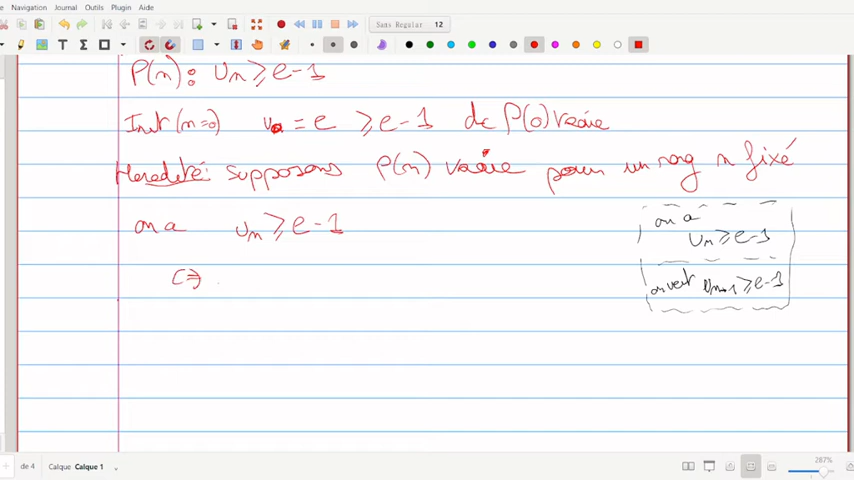 Navigation Journal Outils Plugin Aide
Sans Regular 12
P(n): Un ≥ e-1
Init (n=0) u0 = e ≥ e-1 dc P(0) vraie
Heredité: supposons P(n) vraie pour un rang n fixé
on a un ≥ e-1
⇔
on a
Un ≥ e-1
on veut Un+1 ≥ e-1
de 4 Calque Calque 1
287%